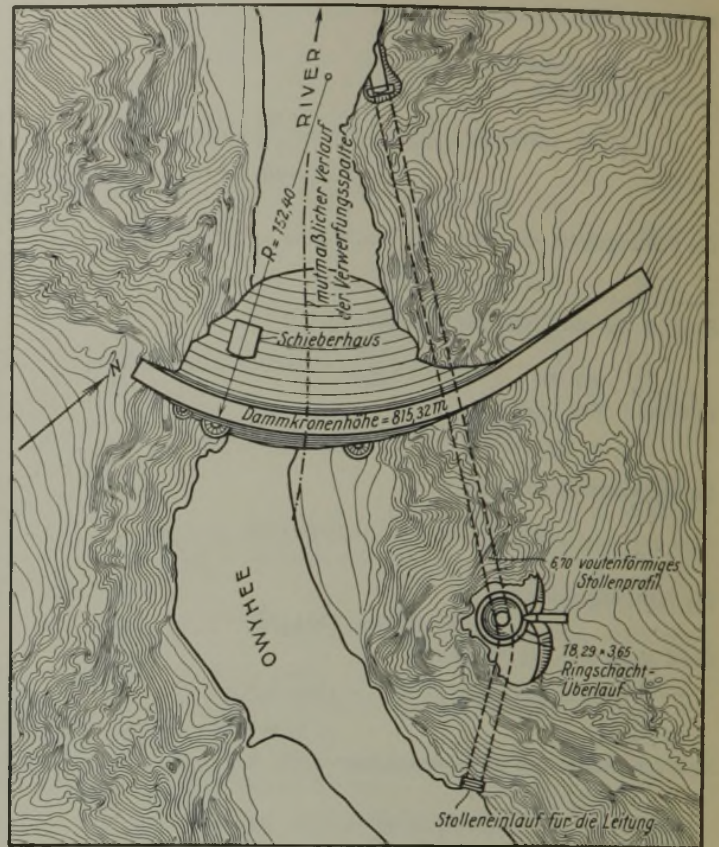 RIVER
R = 152,40
mutmaßlicher Verlauf
der Verwerfungsspalte
Schieberhaus
N
Dammkronenhöhe = 815,32 m
OWYHEE
6,70 voutenförmiges
Stollenprofil
18,29 × 3,65
Ringschacht-
Überlauf
Stolleneinlauf für die Leitung